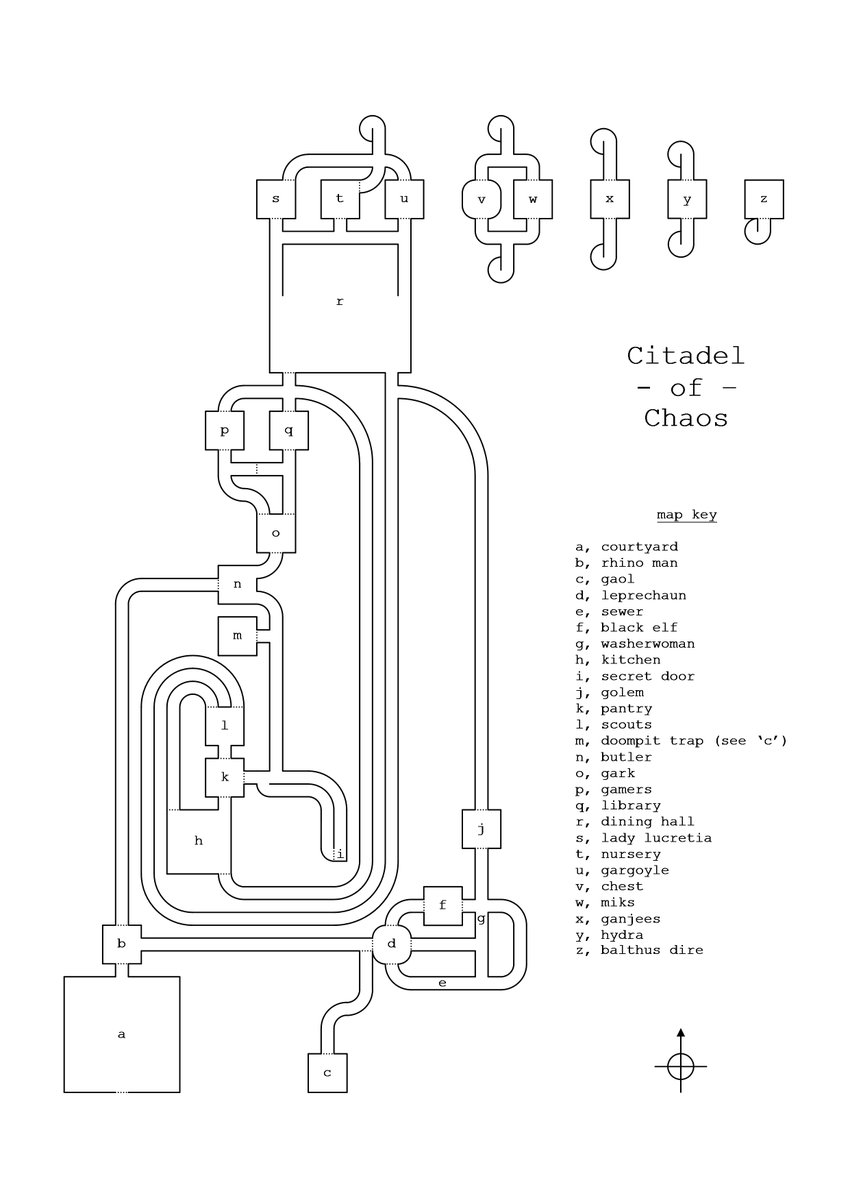 s
t
u
v
w
x
y
z
r
Citadel
- of -
Chaos
p
q
map key
o
a, courtyard
b, rhino man
c, gaol
d, leprechaun
e, sewer
f, black elf
g, washerwoman
h, kitchen
i, secret door
j, golem
k, pantry
l, scouts
m, doompit trap (see ‘c’)
n, butler
o, gark
p, gamers
q, library
r, dining hall
s, lady lucretia
t, nursery
u, gargoyle
v, chest
w, miks
x, ganjees
y, hydra
z, balthus dire
n
m
l
k
j
h
i
f
g
b
d
e
a
c